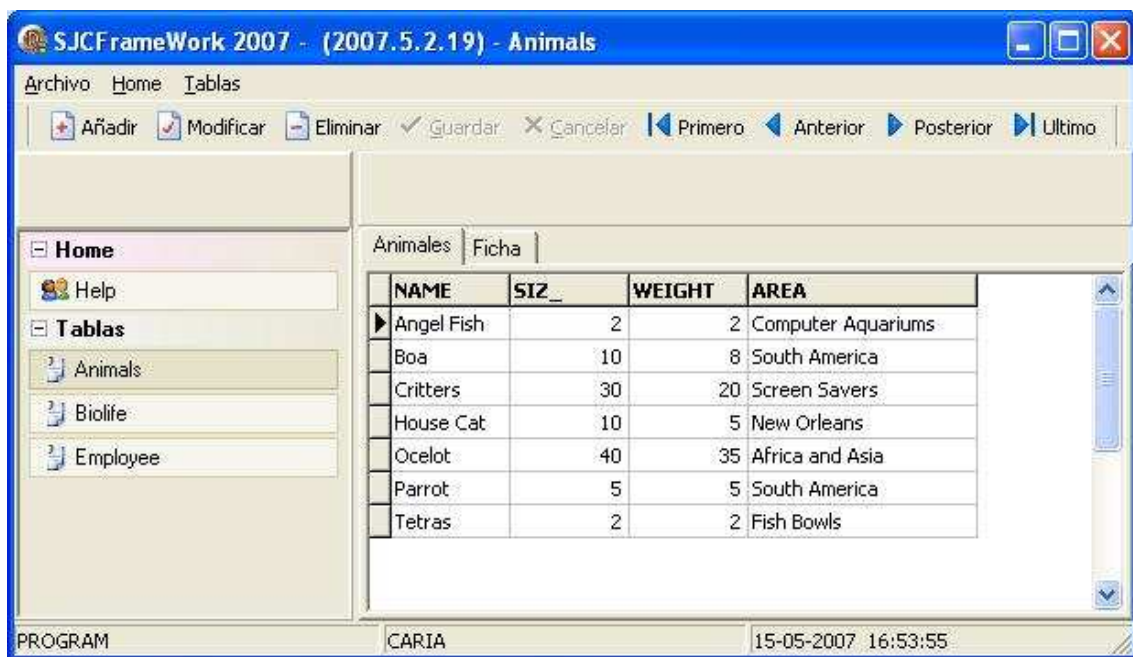 SJCFrameWork 2007 - (2007.5.2.19) - Animals
Archivo Home Tablas
Añadir Modificar Eliminar Guardar Cancelar Primero Anterior Posterior Ultimo
Home
Help
Tablas
Animals
Biolife
Employee
Animales Ficha
NAME SIZ_ WEIGHT AREA
Angel Fish 2 2 Computer Aquariums
Boa 10 8 South America
Critters 30 20 Screen Savers
House Cat 10 5 New Orleans
Ocelot 40 35 Africa and Asia
Parrot 5 5 South America
Tetras 2 2 Fish Bowls
PROGRAM CARIA 15-05-2007 16:53:55